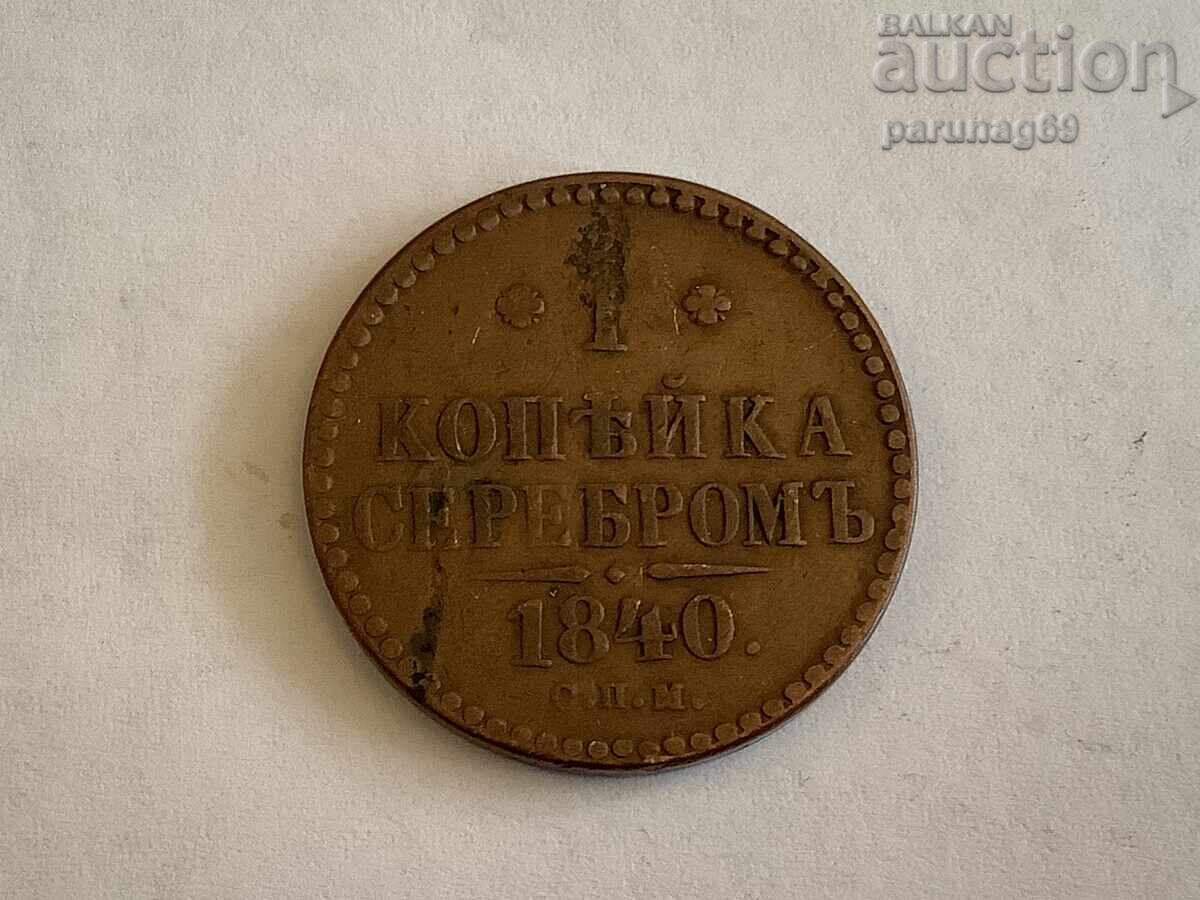 BALKAN
auction
parunag69
1
КОПѢЙКА
СЕРЕБРОМЪ
1840.
С.П.М.